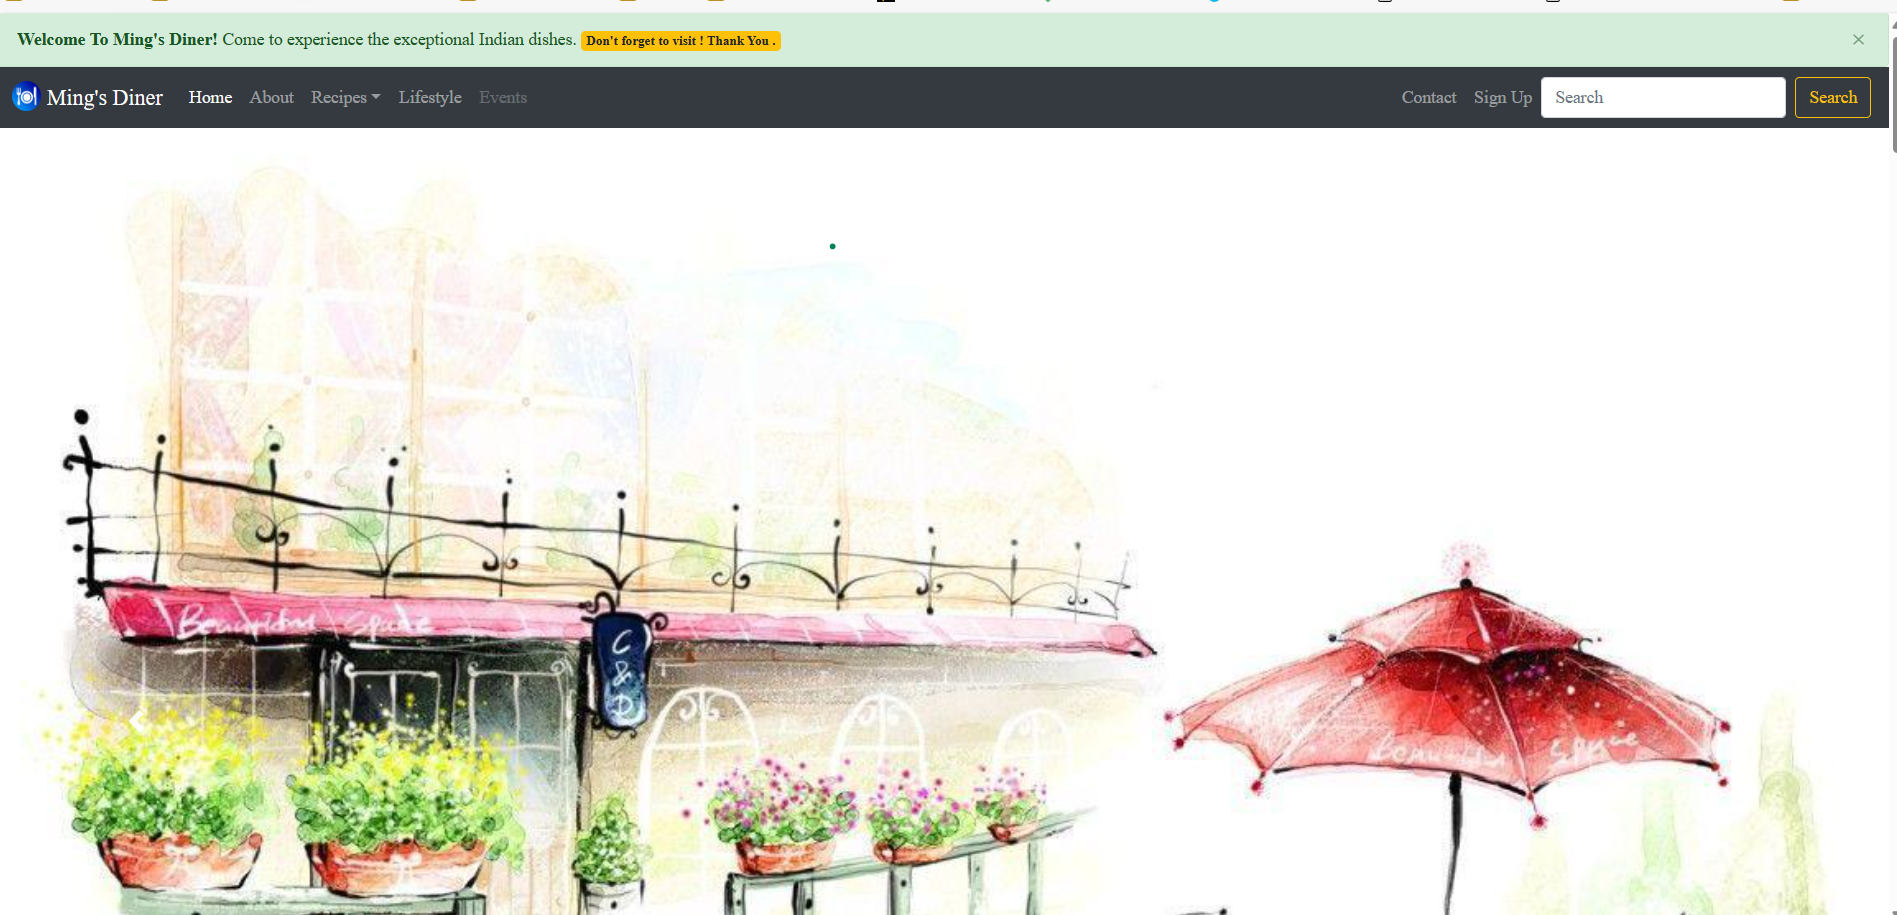 Welcome To Ming's Diner! Come to experience the exceptional Indian dishes. Don't forget to visit ! Thank You .
×
Ming's Diner Home About Recipes Lifestyle Events Contact Sign Up Search Search
Beautiful Space
C
&
D
Beautiful Space